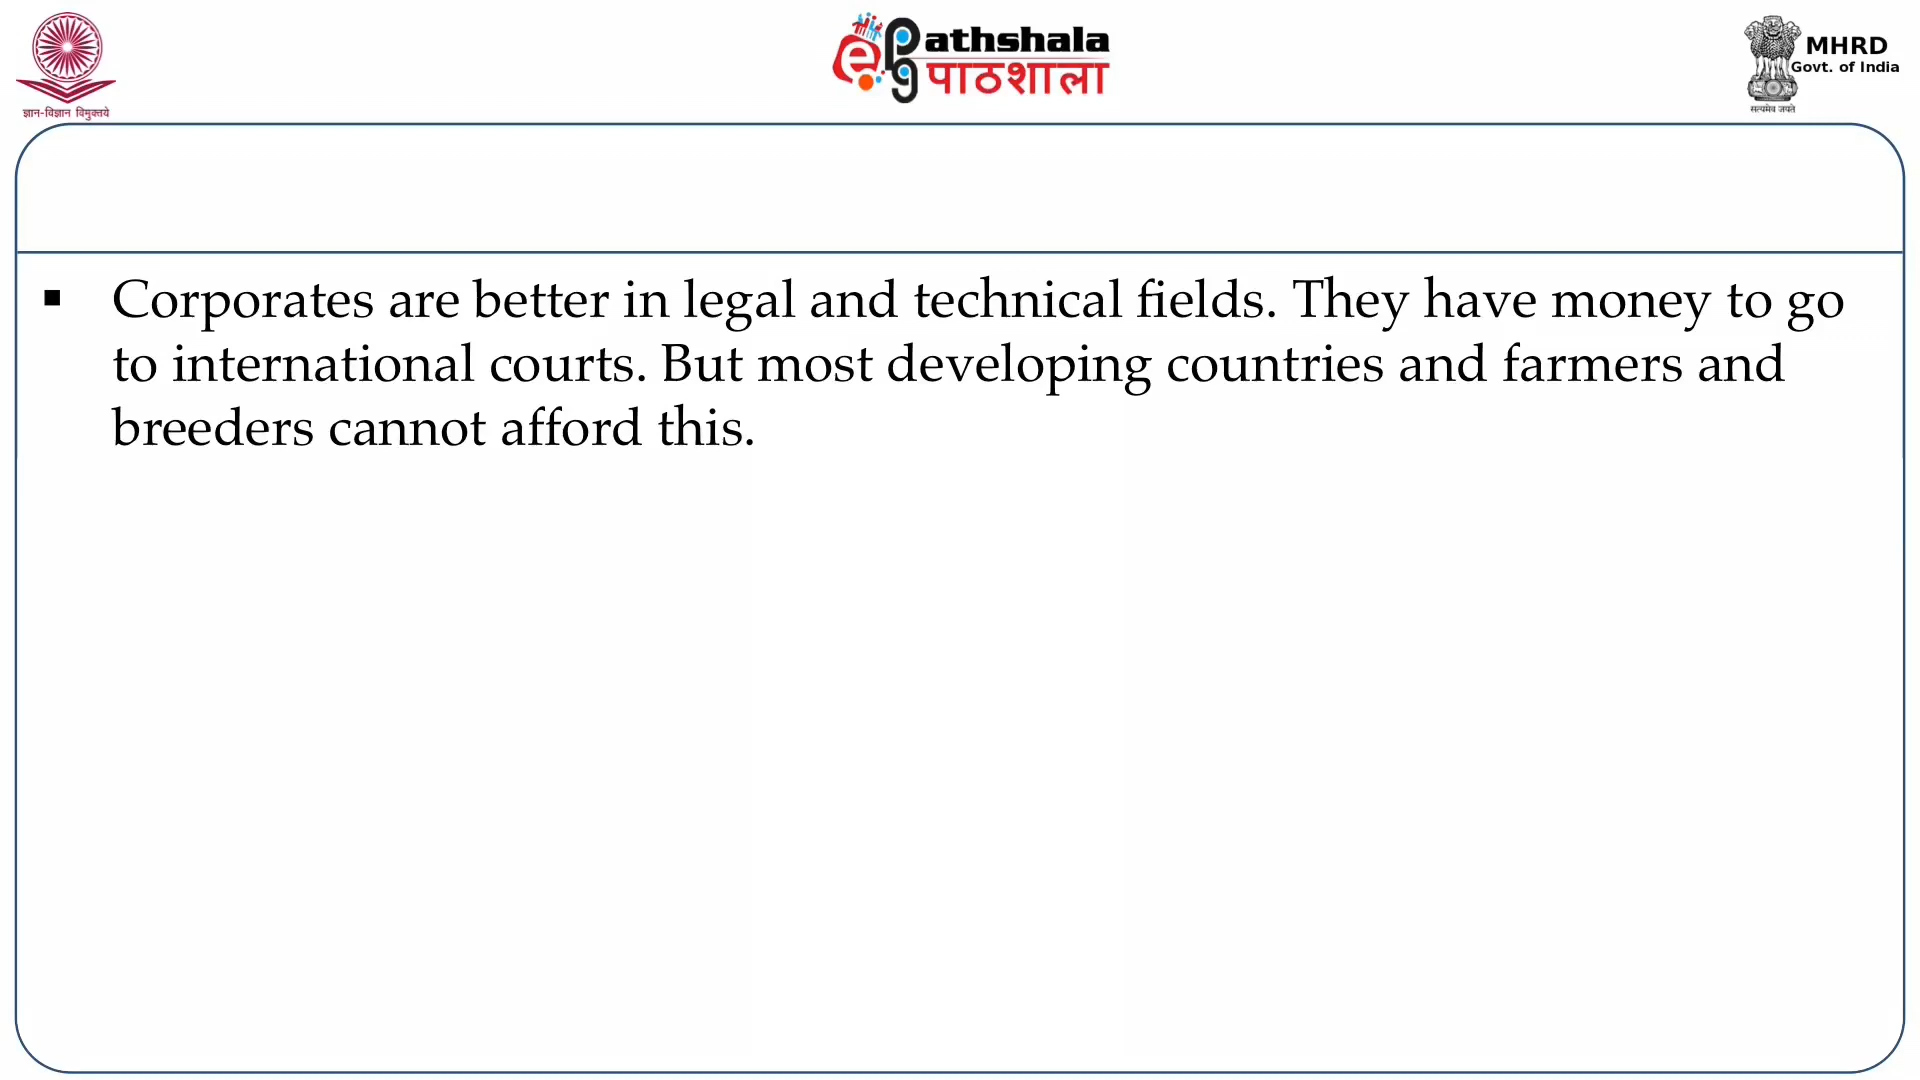 ज्ञान-विज्ञान विमुक्तये
ePathshala
पाठशाला
MHRD
Govt. of India
सत्यमेव जयते
▪ Corporates are better in legal and technical fields. They have money to go
to international courts. But most developing countries and farmers and
breeders cannot afford this.